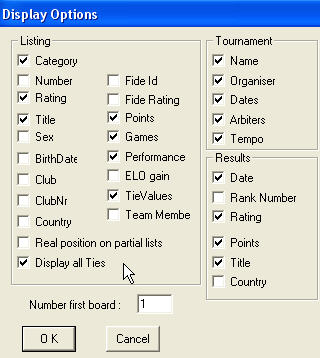 Display Options
Listing
Category
Number
Rating
Title
Sex
BirthDate
Club
ClubNr
Country
Fide Id
Fide Rating
Points
Games
Performance
ELO gain
TieValues
Team Membe
Real position on partial lists
Display all Ties
Tournament
Name
Organiser
Dates
Arbiters
Tempo
Results
Date
Rank Number
Rating
Points
Title
Country
Number first board : 1
O K
Cancel